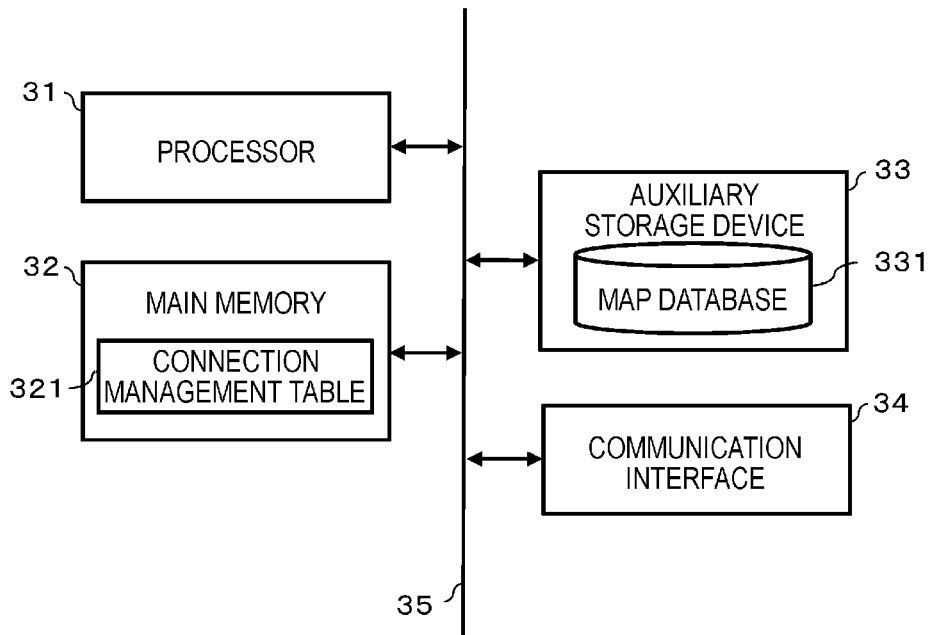 31
PROCESSOR
32
MAIN MEMORY
321
CONNECTION
MANAGEMENT TABLE
33
AUXILIARY
STORAGE DEVICE
331
MAP DATABASE
34
COMMUNICATION
INTERFACE
35